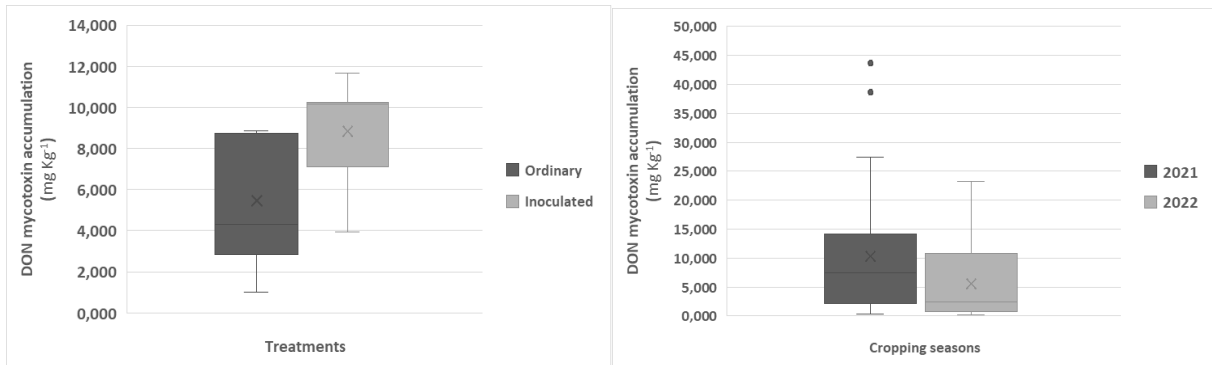 14,000
12,000
10,000
8,000
6,000
4,000
2,000
0,000
DON mycotoxin accumulation
(mg Kg-1)
Treatments
Ordinary
Inoculated
50,000
45,000
40,000
35,000
30,000
25,000
20,000
15,000
10,000
5,000
0,000
DON mycotoxin accumulation
(mg Kg-1)
Cropping seasons
2021
2022